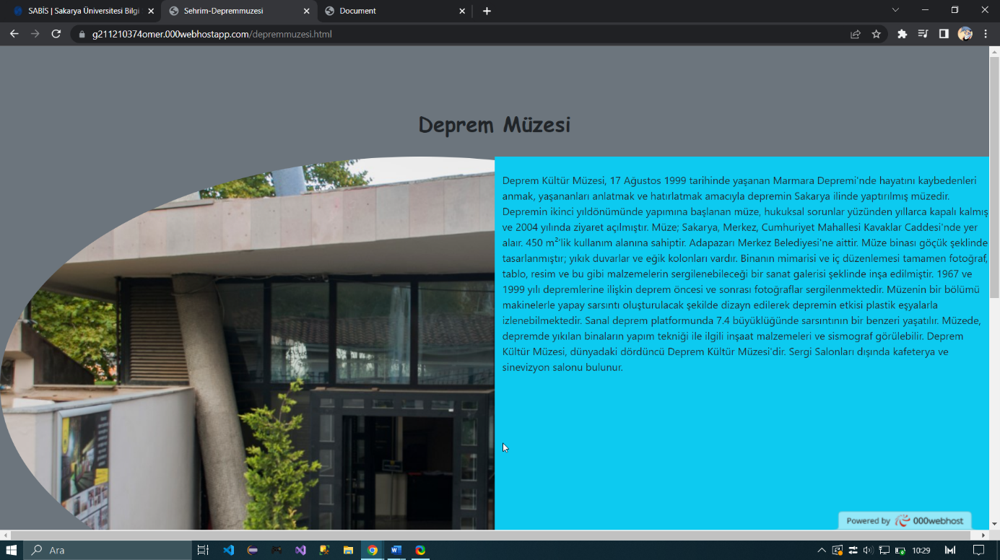 SABİS | Sakarya Üniversitesi Bilgi
Sehrim-Depremmuzesi
Document
g211210374omer.000webhostapp.com/depremmuzesi.html
Deprem Müzesi
Deprem Kültür Müzesi, 17 Ağustos 1999 tarihinde yaşanan Marmara Depremi'nde hayatını kaybedenleri
anmak, yaşananları anlatmak ve hatırlatmak amacıyla depremin Sakarya ilinde yaptırılmış müzedir.
Depremin ikinci yıldönümünde yapımına başlanan müze, hukuksal sorunlar yüzünden yıllarca kapalı kalmış
ve 2004 yılında ziyaret açılmıştır. Müze; Sakarya, Merkez, Cumhuriyet Mahallesi Kavaklar Caddesi'nde yer
alaır. 450 m²'lik kullanım alanına sahiptir. Adapazarı Merkez Belediyesi'ne aittir. Müze binası göçük şeklinde
tasarlanmıştır; yıkık duvarlar ve eğik kolonları vardır. Binanın mimarisi ve iç düzenlemesi tamamen fotoğraf,
tablo, resim ve bu gibi malzemelerin sergilenebileceği bir sanat galerisi şeklinde inşa edilmiştir. 1967 ve
1999 yılı depremlerine ilişkin deprem öncesi ve sonrası fotoğraflar sergilenmektedir. Müzenin bir bölümü
makinelerle yapay sarsıntı oluşturulacak şekilde dizayn edilerek depremin etkisi plastik eşyalarla
izlenebilmektedir. Sanal deprem platformunda 7.4 büyüklüğünde sarsıntının bir benzeri yaşatılır. Müzede,
depremde yıkılan binaların yapım tekniği ile ilgili inşaat malzemeleri ve sismograf görülebilir. Deprem
Kültür Müzesi, dünyadaki dördüncü Deprem Kültür Müzesi'dir. Sergi Salonları dışında kafeterya ve
sinevizyon salonu bulunur.
Powered by 000webhost
Ara
10:29